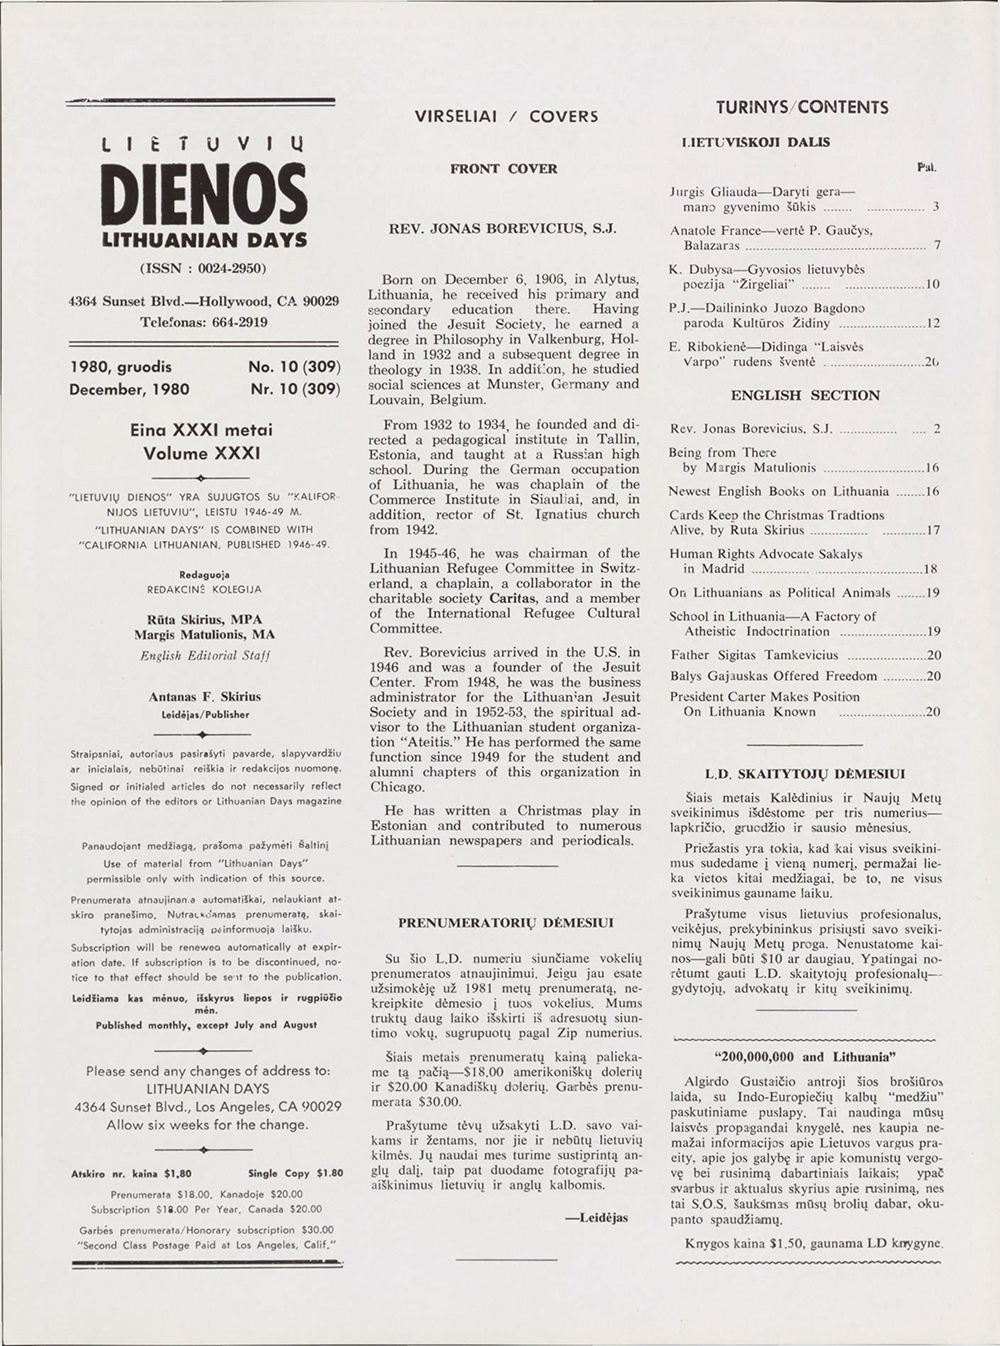 LIETUVIŲ
DIENOS
LITHUANIAN DAYS
(ISSN : 0024-2950)
4364 Sunset Blvd.—Hollywood, CA 90029
Telefonas: 664-2919
1980, gruodis No. 10 (309)
December, 1980 Nr. 10 (309)
Eina XXXI metai
Volume XXXI
"LIETUVIŲ DIENOS" YRA SUJUGTOS SU "KALIFOR-
NIJOS LIETUVIU", LEISTU 1946-49 M.
"LITHUANIAN DAYS" IS COMBINED WITH
"CALIFORNIA LITHUANIAN, PUBLISHED 1946-49.
Redaguoja
REDAKCINĖ KOLEGIJA
Rūta Skirius, MPA
Margis Matulionis, MA
English Editorial Staff
Antanas F. Skirius
Leidėjas/Publisher
Straipsniai, autoriaus pasirašyti pavarde, slapyvardžiu
ar inicialais, nebūtinai reiškia ir redakcijos nuomonę.
Signed or initialed articles do not necessarily reflect
the opinion of the editors or Lithuanian Days magazine
Panaudojant medžiagą, prašoma pažymėti šaltinį
Use of material from "Lithuanian Days"
permissible only with indication of this source.
Prenumerata atnaujinama automatiškai, nelaukiant at-
skiro pranešimo. Nutraukdamas prenumeratą, skai-
tytojas administraciją painformuoja laišku.
Subscription will be renewed automatically at expir-
ation date. If subscription is to be discontinued, no-
tice to that effect should be sent to the publication.
Leidžiama kas mėnuo, išskyrus liepos ir rugpiūčio
mėn.
Published monthly, except July and August
Please send any changes of address to:
LITHUANIAN DAYS
4364 Sunset Blvd., Los Angeles, CA 90029
Allow six weeks for the change.
Atskiro nr. kaina $1.80 Single Copy $1.80
Prenumerata $18.00, Kanadoje $20.00
Subscription $18.00 Per Year, Canada $20.00
Garbės prenumerata/Honorary subscription $30.00
"Second Class Postage Paid at Los Angeles, Calif."
VIRŠELIAI / COVERS
FRONT COVER
REV. JONAS BOREVICIUS, S.J.
Born on December 6, 1906, in Alytus,
Lithuania, he received his primary and
secondary education there. Having
joined the Jesuit Society, he earned a
degree in Philosophy in Valkenburg, Hol-
land in 1932 and a subsequent degree in
theology in 1938. In addition, he studied
social sciences at Munster, Germany and
Louvain, Belgium.
From 1932 to 1934, he founded and di-
rected a pedagogical institute in Tallin,
Estonia, and taught at a Russian high
school. During the German occupation
of Lithuania, he was chaplain of the
Commerce Institute in Siauliai, and, in
addition, rector of St. Ignatius church
from 1942.
In 1945-46, he was chairman of the
Lithuanian Refugee Committee in Switz-
erland, a chaplain, a collaborator in the
charitable society Caritas, and a member
of the International Refugee Cultural
Committee.
Rev. Borevicius arrived in the U.S. in
1946 and was a founder of the Jesuit
Center. From 1948, he was the business
administrator for the Lithuanian Jesuit
Society and in 1952-53, the spiritual ad-
visor to the Lithuanian student organiza-
tion "Ateitis." He has performed the same
function since 1949 for the student and
alumni chapters of this organization in
Chicago.
He has written a Christmas play in
Estonian and contributed to numerous
Lithuanian newspapers and periodicals.
PRENUMERATORIŲ DĖMESIUI
Su šio L.D. numeriu siunčiame vokelių
prenumeratos atnaujinimui. Jeigu jau esate
užsimokėję už 1981 metų prenumeratą, ne-
kreipkite dėmesio į tuos vokelius. Mums
truktų daug laiko išskirti iš adresuotų siun-
timo vokų, sugrupuotų pagal Zip numerius.
Šiais metais prenumeratų kainą palieka-
me tą pačią—$18.00 amerikoniškų dolerių
ir $20.00 Kanadiškų dolerių. Garbės prenu-
merata $30.00.
Prašytume tėvų užsakyti L.D. savo vai-
kams ir žentams, nor jie ir nebūtų lietuvių
kilmės. Jų naudai mes turime sustiprintą an-
glų dalį, taip pat duodame fotografijų pa-
aiškinimus lietuvių ir anglų kalbomis.
—Leidėjas
TURINYS/CONTENTS
LIETUVIŠKOJI DALIS
Psl.
Jurgis Gliauda—Daryti gera—
mano gyvenimo šūkis ........ ................ 3
Anatole France—vertė P. Gaučys,
Balazaras .............................................. 7
K. Dubysa—Gyvosios lietuvybės
poezija "Žirgeliai" ........ ......................10
P.J.—Dailininko Juozo Bagdono
paroda Kultūros Židiny ......................12
E. Ribokienė—Didinga "Laisvės
Varpo" rudens šventė ..........................20
ENGLISH SECTION
Rev. Jonas Borevicius, S.J. ................ .... 2
Being from There
by Margis Matulionis ..........................16
Newest English Books on Lithuania ........16
Cards Keep the Christmas Tradtions
Alive, by Ruta Skirius ................ ............17
Human Rights Advocate Sakalys
in Madrid ................ ............................18
On Lithuanians as Political Animals ........19
School in Lithuania—A Factory of
Atheistic Indoctrination ......................19
Father Sigitas Tamkevicius ....................20
Balys Gajauskas Offered Freedom ............20
President Carter Makes Position
On Lithuania Known ......................20
L.D. SKAITYTOJŲ DĖMESIUI
Šiais metais Kalėdinius ir Naujų Metų
sveikinimus išdėstome per tris numerius—
lapkričio, gruodžio ir sausio mėnesius.
Priežastis yra tokia, kad kai visus sveikini-
mus sudedame į vieną numerį, permažai lie-
ka vietos kitai medžiagai, be to, ne visus
sveikinimus gauname laiku.
Prašytume visus lietuvius profesionalus,
veikėjus, prekybininkus prisiųsti savo sveiki-
nimų Naujų Metų proga. Nenustatome kai-
nos—gali būti $10 ar daugiau. Ypatingai no-
rėtumt gauti L.D. skaitytojų profesionalų—
gydytojų, advokatų ir kitų sveikinimų.
"200,000,000 and Lithuania"
Algirdo Gustaičio antroji šios brošiūros
laida, su Indo-Europiečių kalbų "medžiu"
paskutiniame puslapy. Tai naudinga mūsų
laisvės propagandai knygelė, nes kaupia ne-
mažai informacijos apie Lietuvos vargus pra-
eity, apie jos galybę ir apie komunistų vergo-
vę bei rusinimą dabartiniais laikais; ypač
svarbus ir aktualus skyrius apie rusinimą, nes
tai S.O.S. šauksmas mūsų brolių dabar, oku-
panto spaudžiamų.
Knygos kaina $1.50, gaunama LD knygyne.